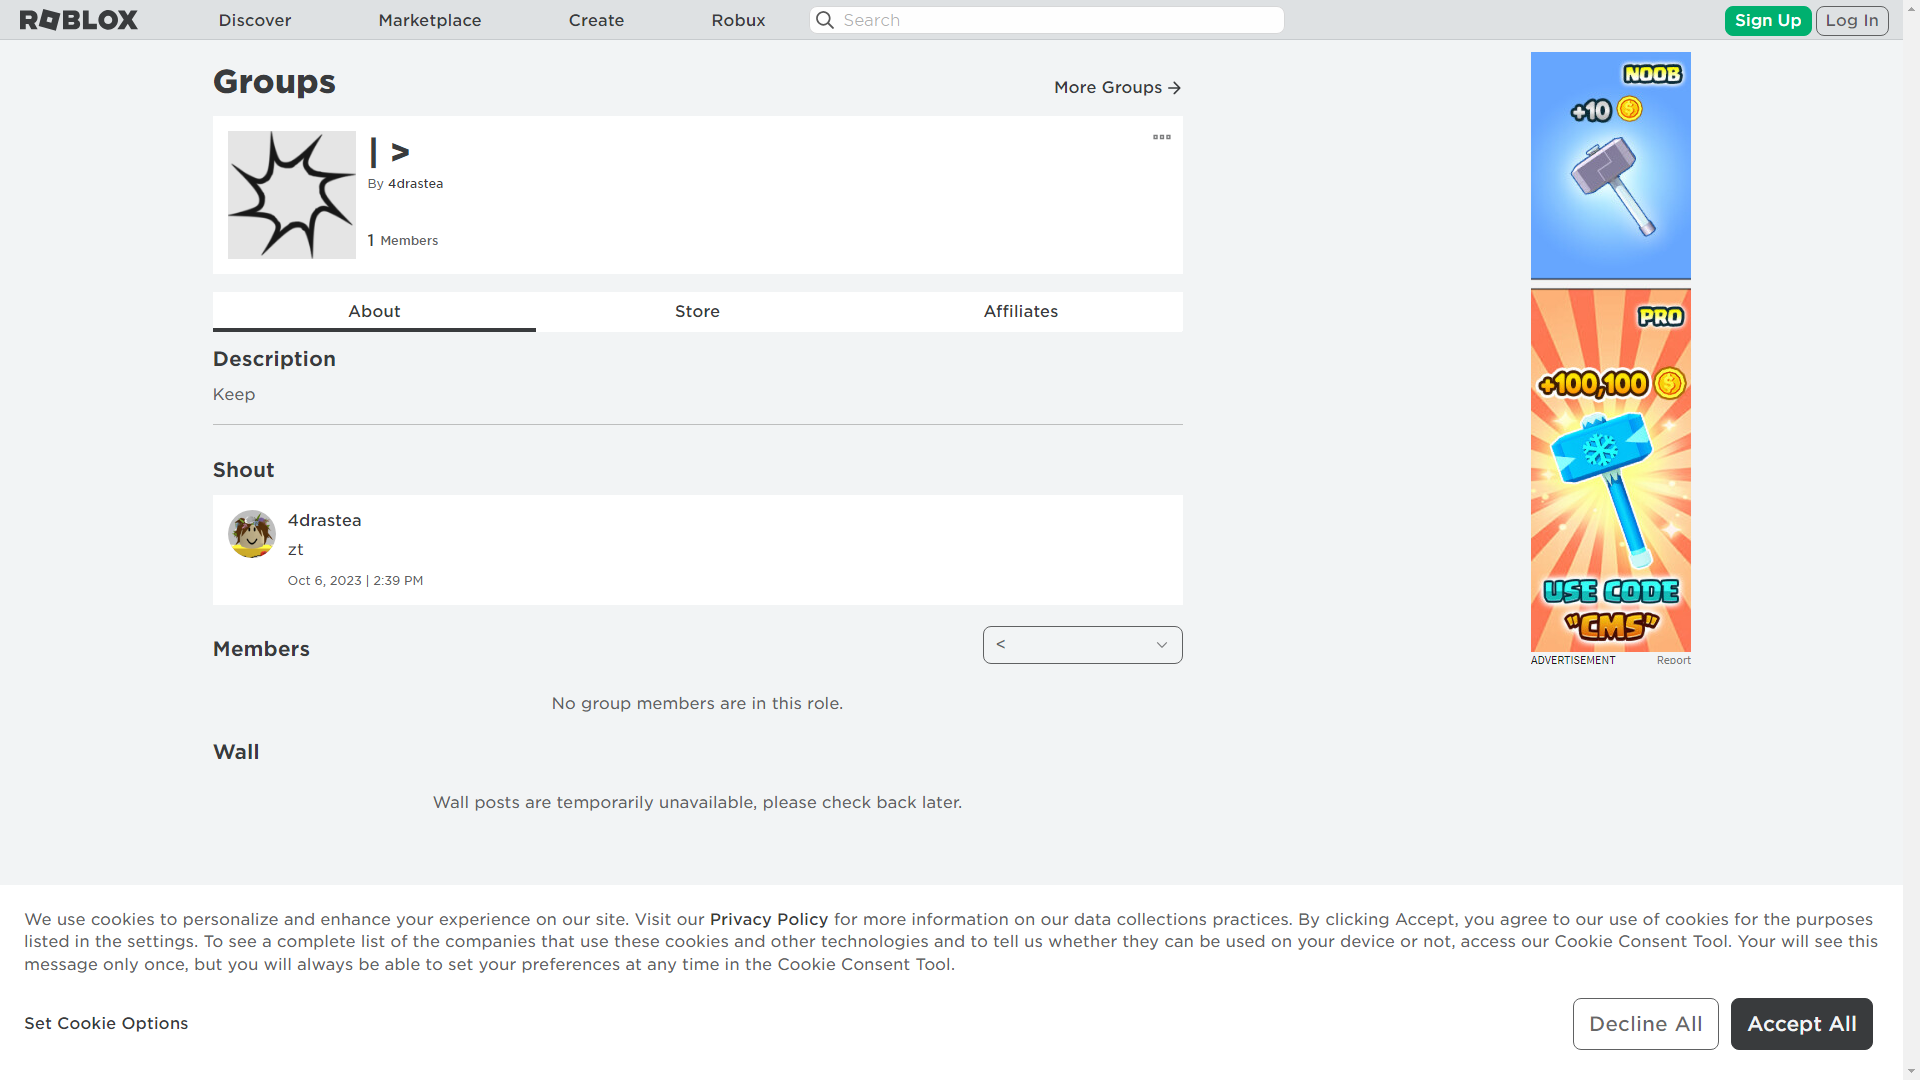 ROBLOX
Discover
Marketplace
Create
Robux
Search
Sign Up
Log In
Groups
More Groups
| >
By 4drastea
1 Members
About
Store
Affiliates
Description
Keep
Shout
4drastea
zt
Oct 6, 2023 | 2:39 PM
Members
<
No group members are in this role.
Wall
Wall posts are temporarily unavailable, please check back later.
NOOB
+10
PRO
+100,100
USE CODE
"CMS"
ADVERTISEMENT
Report
We use cookies to personalize and enhance your experience on our site. Visit our Privacy Policy for more information on our data collections practices. By clicking Accept, you agree to our use of cookies for the purposes
listed in the settings. To see a complete list of the companies that use these cookies and other technologies and to tell us whether they can be used on your device or not, access our Cookie Consent Tool. Your will see this
message only once, but you will always be able to set your preferences at any time in the Cookie Consent Tool.
Set Cookie Options
Decline All
Accept All